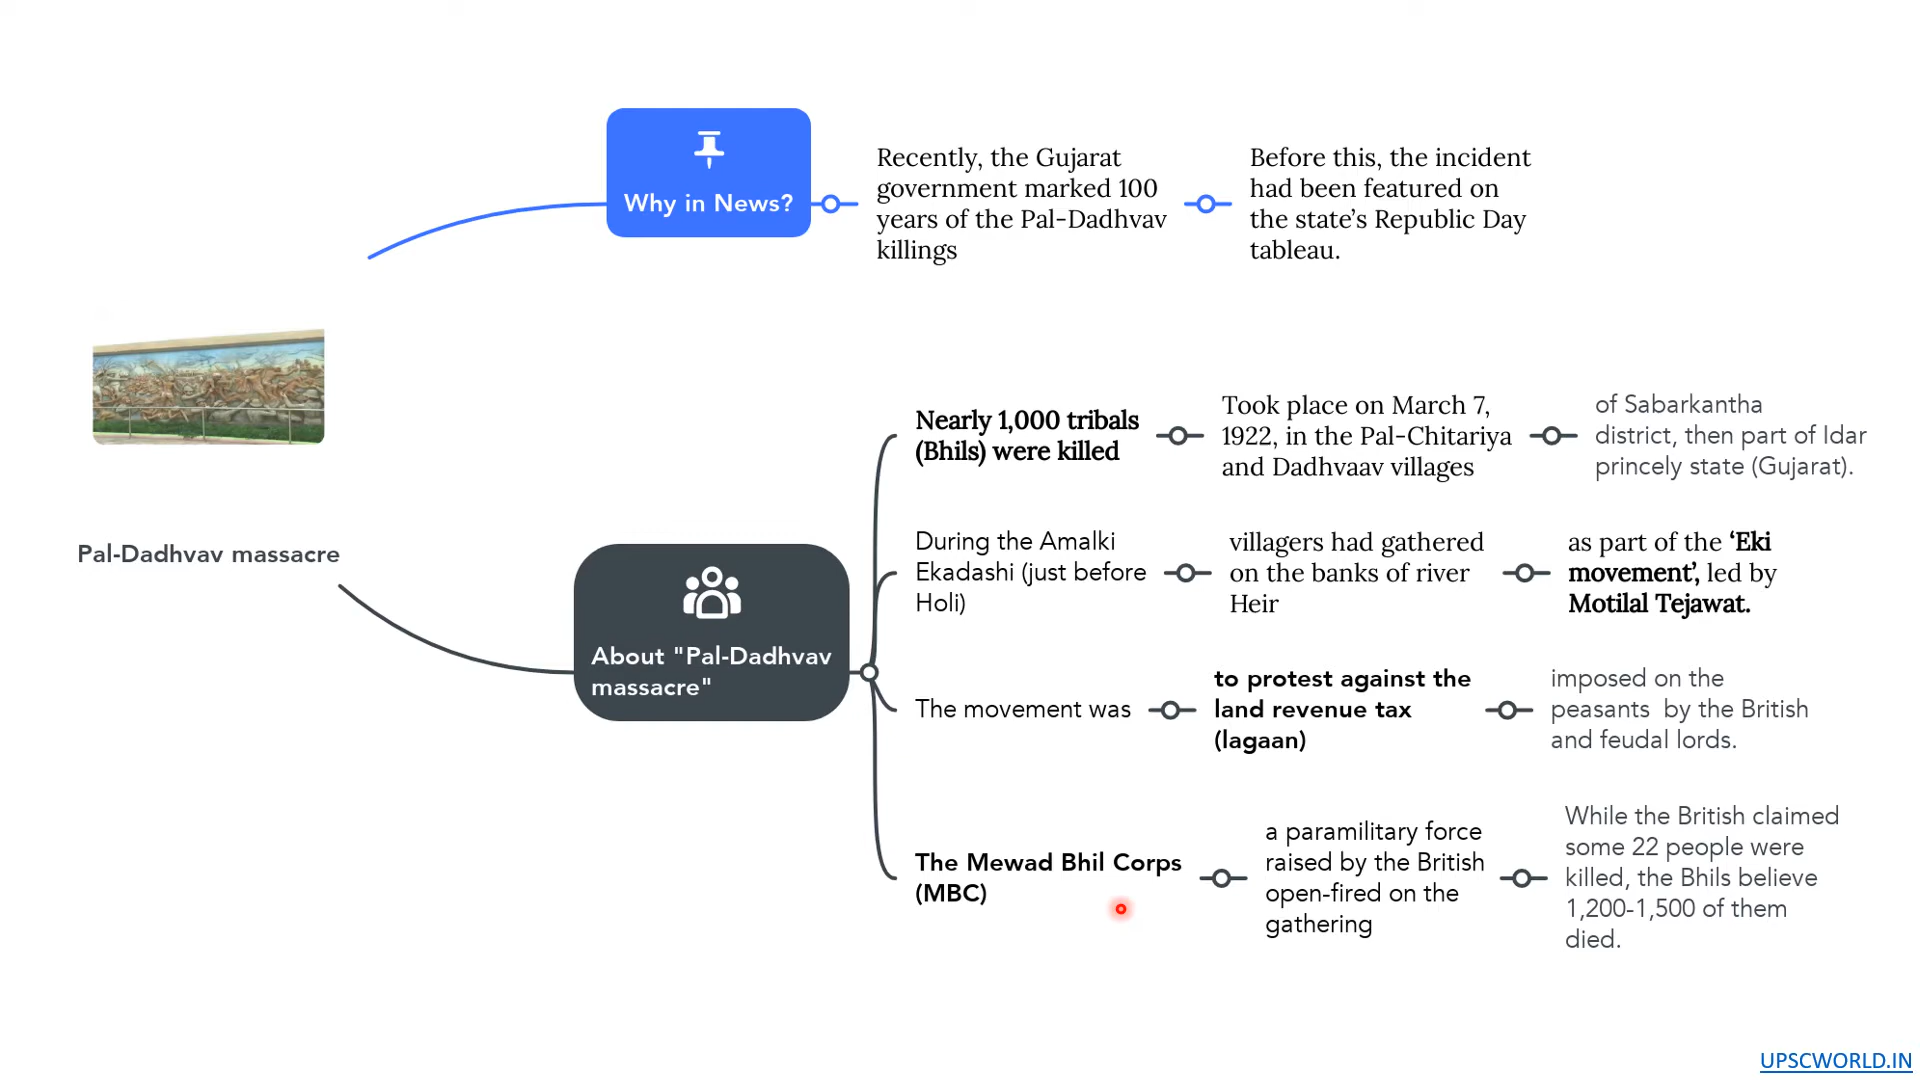 Why in News?
Recently, the Gujarat
government marked 100
years of the Pal-Dadhvav
killings
Before this, the incident
had been featured on
the state’s Republic Day
tableau.
Pal-Dadhvav massacre
About "Pal-Dadhvav
massacre"
Nearly 1,000 tribals
(Bhils) were killed
Took place on March 7,
1922, in the Pal-Chitariya
and Dadhvaav villages
of Sabarkantha
district, then part of Idar
princely state (Gujarat).
During the Amalki
Ekadashi (just before
Holi)
villagers had gathered
on the banks of river
Heir
as part of the ‘Eki
movement’, led by
Motilal Tejawat.
The movement was
to protest against the
land revenue tax
(lagaan)
imposed on the
peasants by the British
and feudal lords.
The Mewad Bhil Corps
(MBC)
a paramilitary force
raised by the British
open-fired on the
gathering
While the British claimed
some 22 people were
killed, the Bhils believe
1,200-1,500 of them
died.
UPSCWORLD.IN